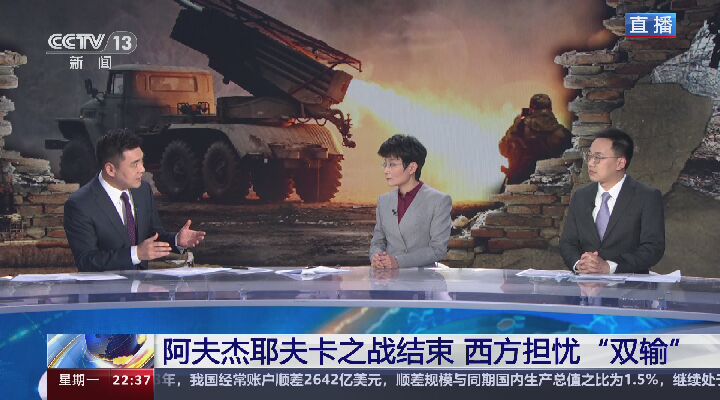 CCTV 13
新闻
直播
阿夫杰耶夫卡之战结束 西方担忧“双输”
星期一 22:37 3年，我国经常账户顺差2642亿美元，顺差规模与同期国内生产总值之比为1.5%，继续处于